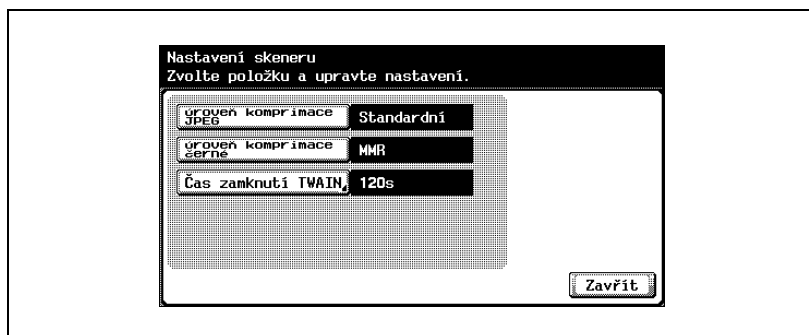 Nastavení skeneru
Zvolte položku a upravte nastavení.
úroveň komprimace
JPEG
Standardní
úroveň komprimace
černé
MMR
Čas zamknutí TWAIN
120s
Zavřít